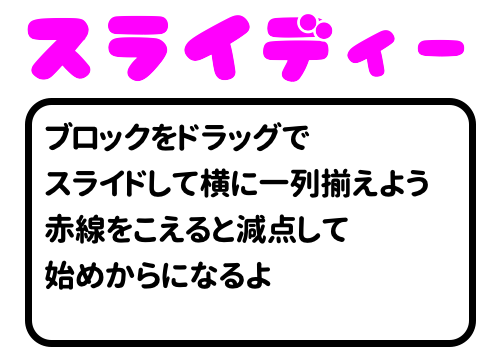 スライディー
ブロックをドラッグで
スライドして横に一列揃えよう
赤線をこえると減点して
始めからになるよ